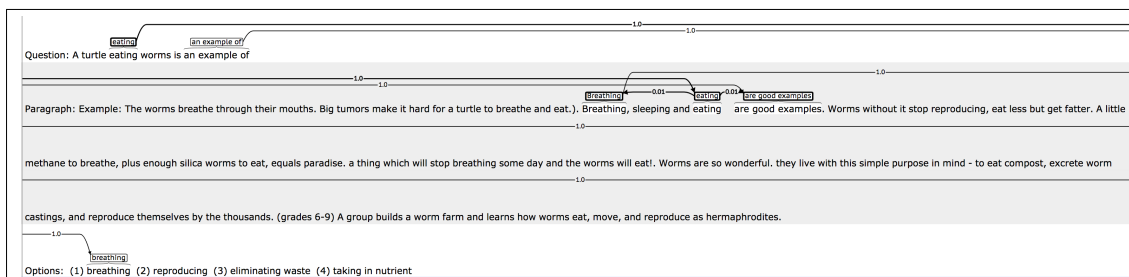 1.0
1.0
eating an example of
Question: A turtle eating worms is an example of
1.0
1.0
1.0
Breathing 0.01 eating 0.01 are good examples
Paragraph: Example: The worms breathe through their mouths. Big tumors make it hard for a turtle to breathe and eat.). Breathing, sleeping and eating are good examples. Worms without it stop reproducing, eat less but get fatter. A little
1.0
methane to breathe, plus enough silica worms to eat, equals paradise. a thing which will stop breathing some day and the worms will eat!. Worms are so wonderful. they live with this simple purpose in mind - to eat compost, excrete worm
1.0
castings, and reproduce themselves by the thousands. (grades 6-9) A group builds a worm farm and learns how worms eat, move, and reproduce as hermaphrodites.
1.0
breathing
Options: (1) breathing (2) reproducing (3) eliminating waste (4) taking in nutrient